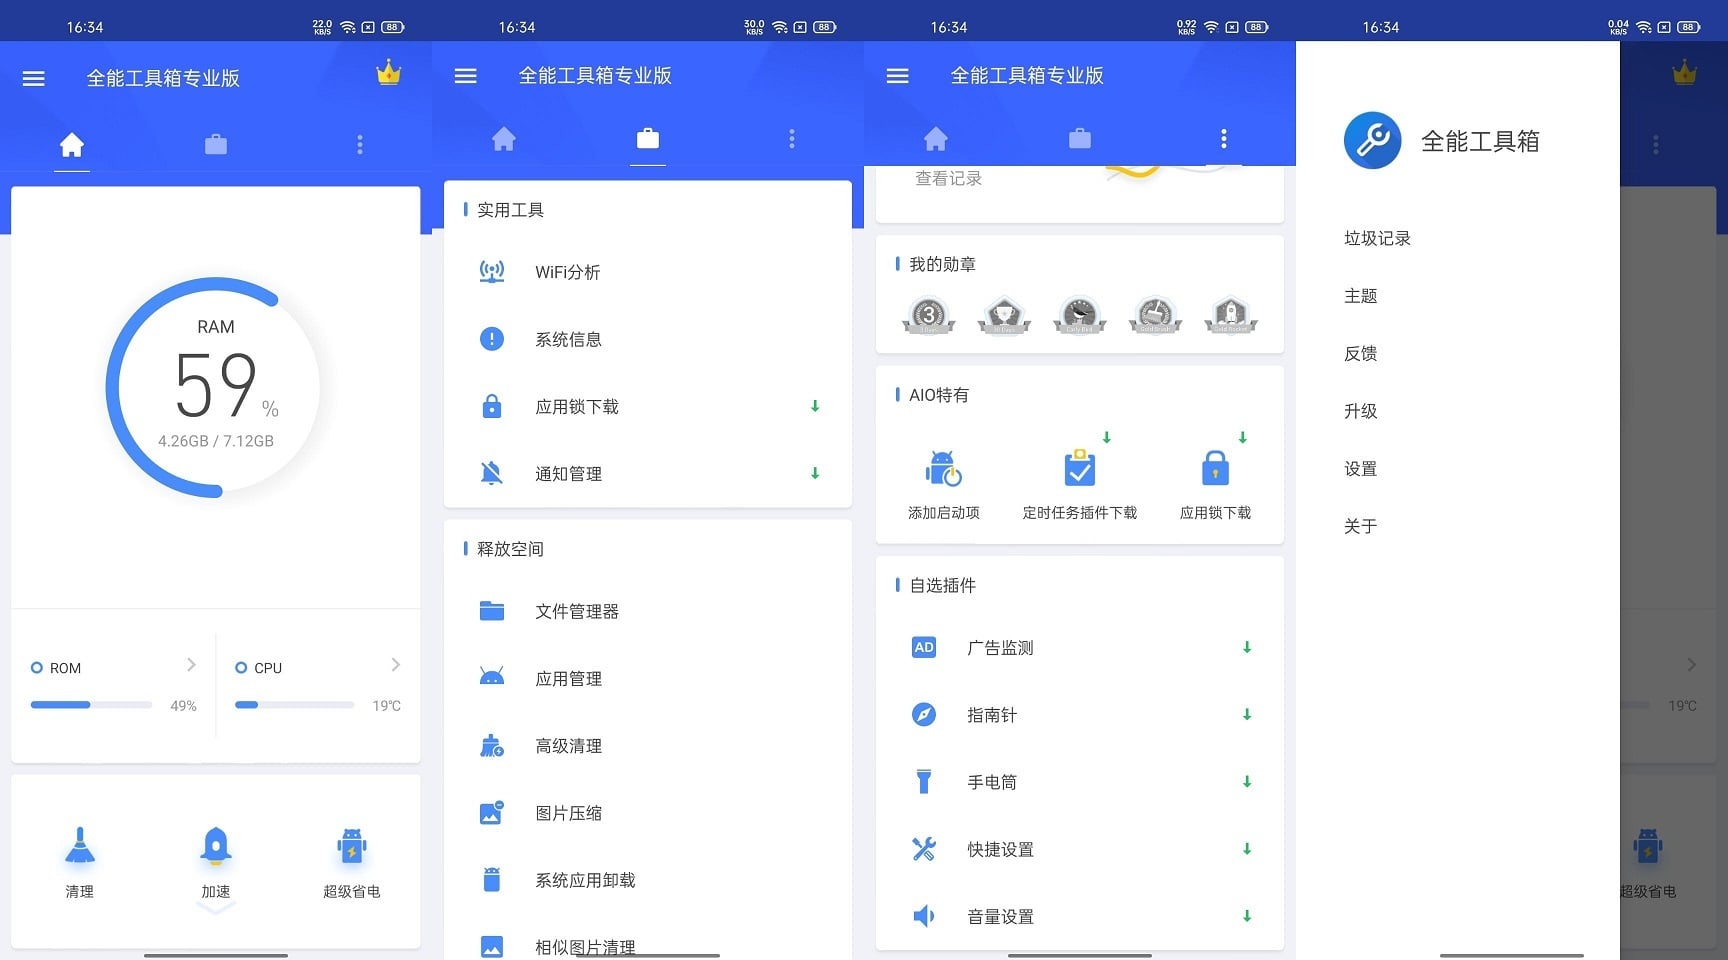 16:34
22.0
KB/S
88
全能工具箱专业版
RAM
59
%
4.26GB / 7.12GB
ROM
49%
CPU
19℃
清理
加速
超级省电
16:34
30.0
KB/S
88
全能工具箱专业版
实用工具
WiFi分析
系统信息
应用锁下载
通知管理
释放空间
文件管理器
应用管理
高级清理
图片压缩
系统应用卸载
相似图片清理
16:34
0.92
KB/S
88
全能工具箱专业版
查看记录
我的勋章
3
3 Days
Early Bird
Gold Brush
Gold Rocket
AIO特有
添加启动项
定时任务插件下载
应用锁下载
自选插件
AD
广告监测
指南针
手电筒
快捷设置
音量设置
16:34
0.04
KB/S
88
全能工具箱
垃圾记录
主题
反馈
升级
设置
关于
19℃
超级省电